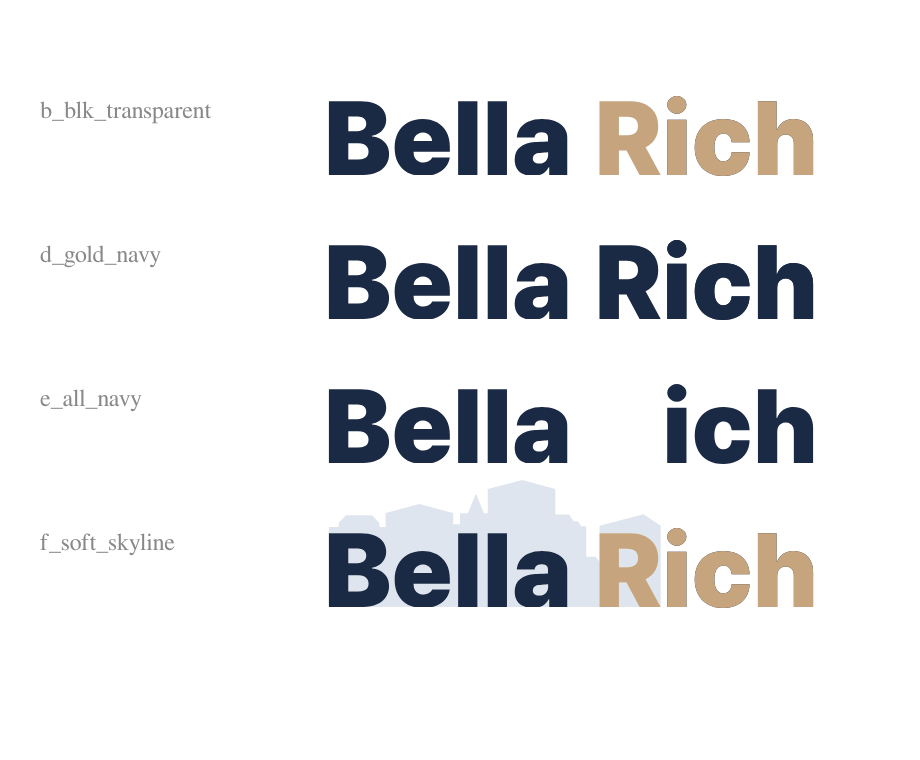 b_blk_transparent Bella Rich
d_gold_navy Bella Rich
e_all_navy Bella ich
f_soft_skyline Bella Rich